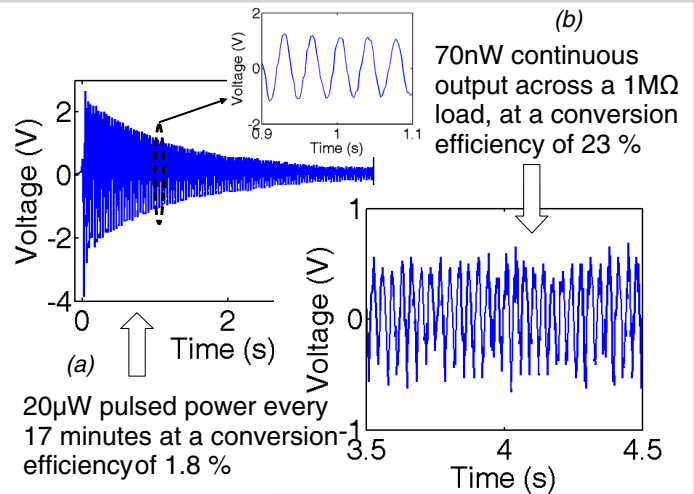 (b)
70nW continuous
output across a 1MΩ
load, at a conversion
efficiency of 23 %
2
0
-2
Voltage (V)
0.9
1
1.1
Time (s)
2
0
-2
-4
Voltage (V)
0
2
Time (s)
(a)
20µW pulsed power every
17 minutes at a conversion
efficiency of 1.8 %
1
0
-1
Voltage (V)
3.5
4
4.5
Time (s)